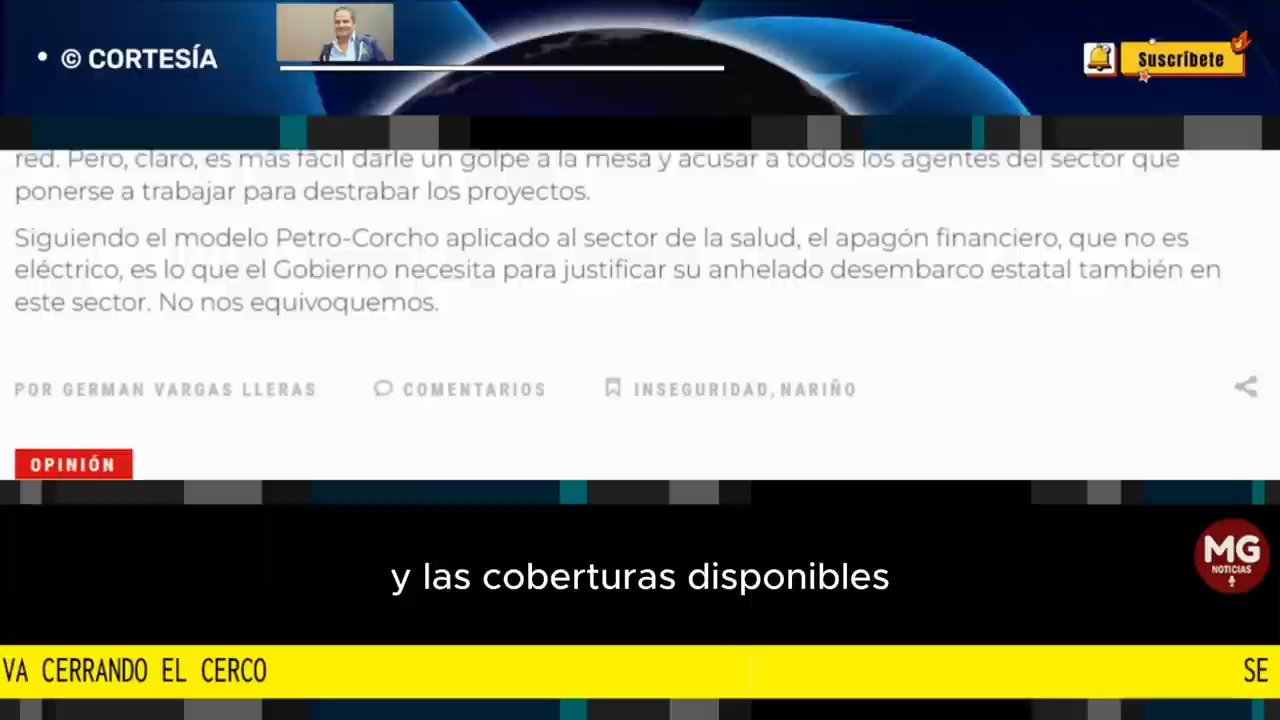 • © CORTESÍA
Suscríbete
red. Pero, claro, es más fácil darle un golpe a la mesa y acusar a todos los agentes del sector que
ponerse a trabajar para destrabar los proyectos.
Siguiendo el modelo Petro-Corcho aplicado al sector de la salud, el apagón financiero, que no es
eléctrico, es lo que el Gobierno necesita para justificar su anhelado desembarco estatal también en
este sector. No nos equivoquemos.
POR GERMAN VARGAS LLERAS
COMENTARIOS
INSEGURIDAD, NARIÑO
OPINIÓN
MG
NOTICIAS
y las coberturas disponibles
VA CERRANDO EL CERCO
SE